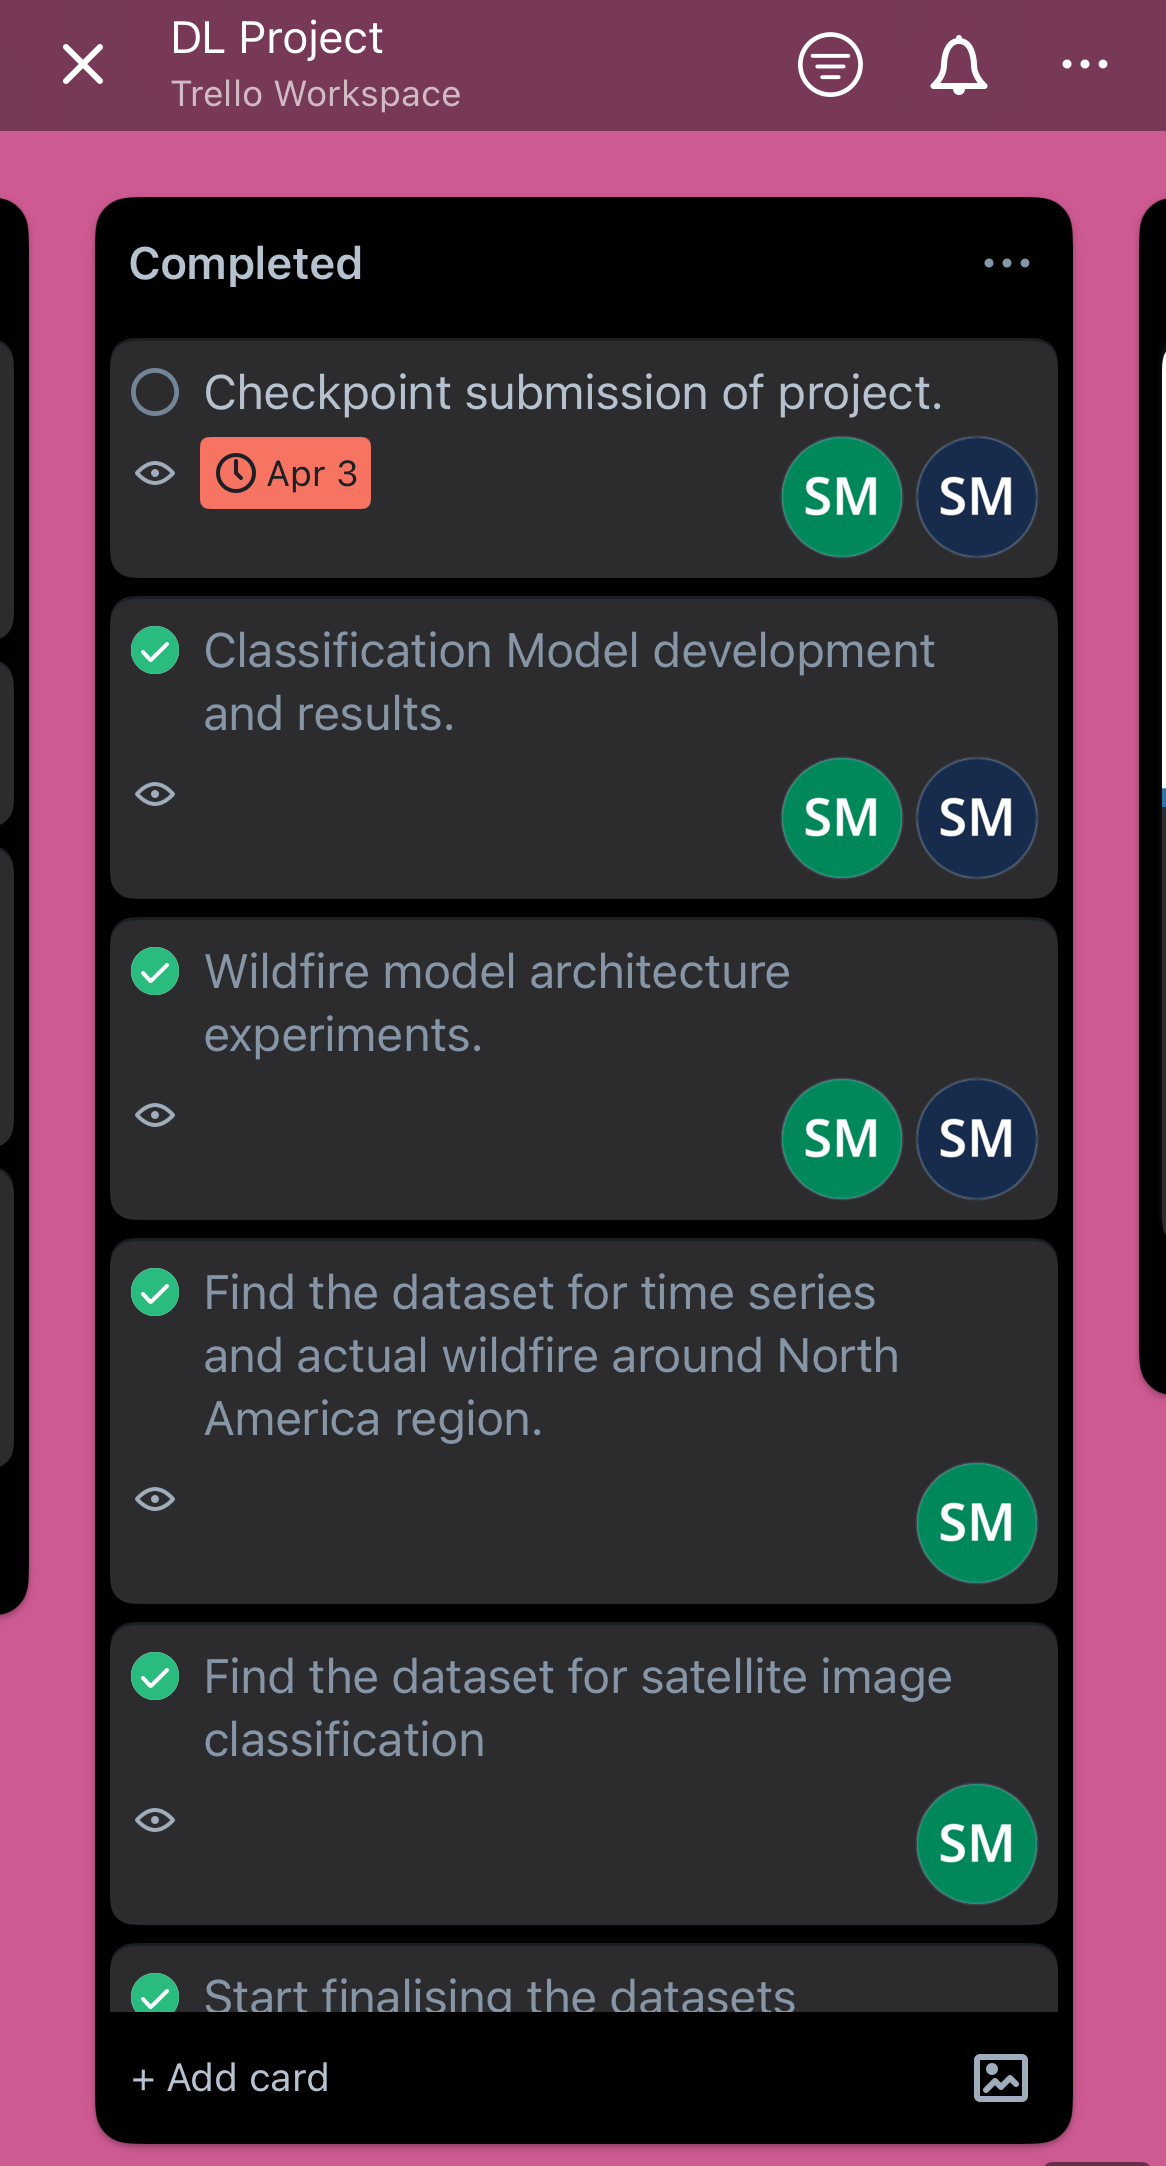 DL Project
Trello Workspace
Completed
Checkpoint submission of project.
Apr 3
SM SM
Classification Model development
and results.
SM SM
Wildfire model architecture
experiments.
SM SM
Find the dataset for time series
and actual wildfire around North
America region.
SM
Find the dataset for satellite image
classification
SM
Start finalising the datasets
+ Add card